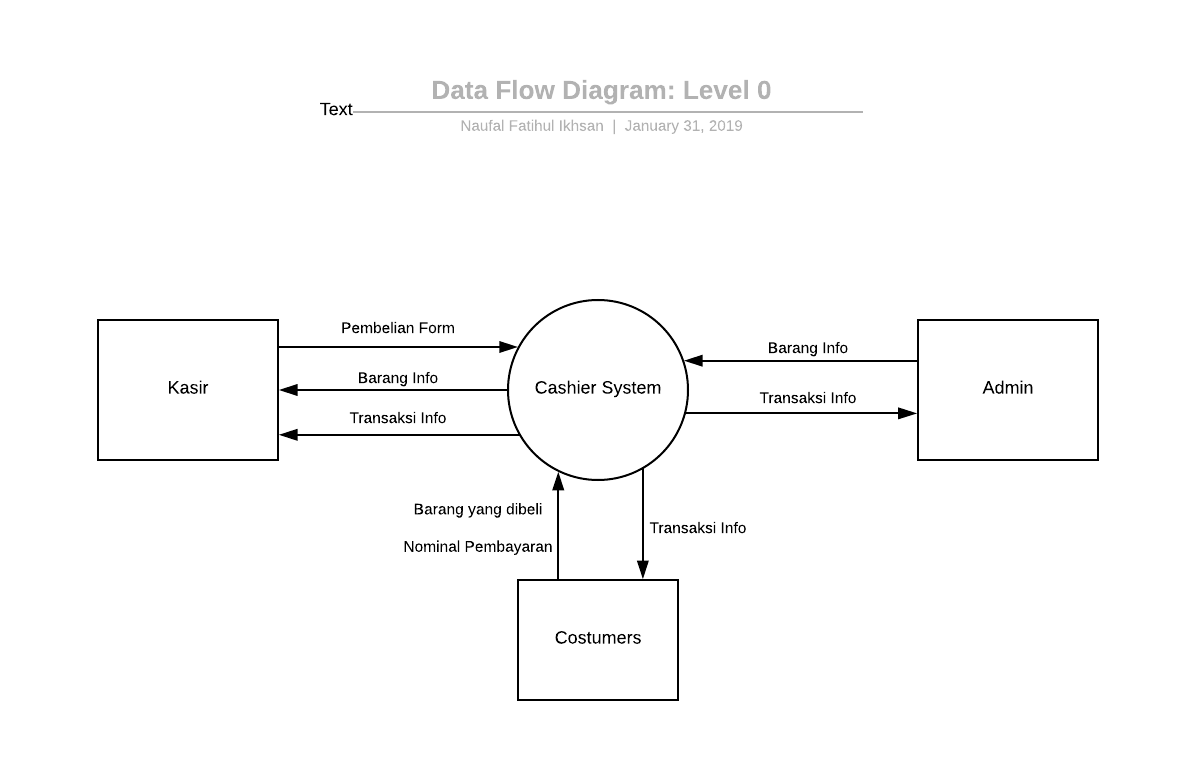 Data Flow Diagram: Level 0
Text
Naufal Fatihul Ikhsan | January 31, 2019
Pembelian Form
Barang Info
Kasir
Barang Info
Cashier System
Admin
Transaksi Info
Transaksi Info
Barang yang dibeli
Transaksi Info
Nominal Pembayaran
Costumers